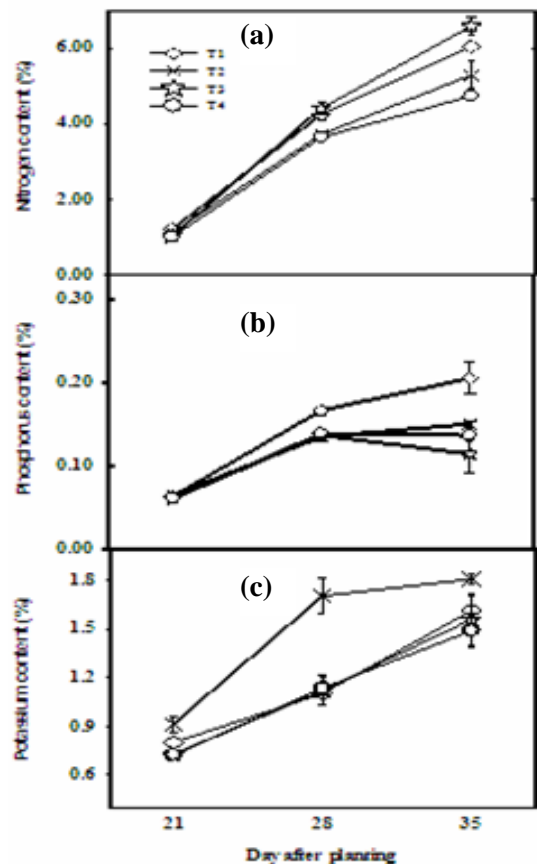 (a)
6.00
4.00
2.00
0.00
Nitrogen content (%)
T1
T2
T3
T4
(b)
0.30
0.20
0.10
0.00
Phosphorus content (%)
(c)
1.8
1.5
1.2
0.9
0.6
Potassium content (%)
21 28 35
Day after planting